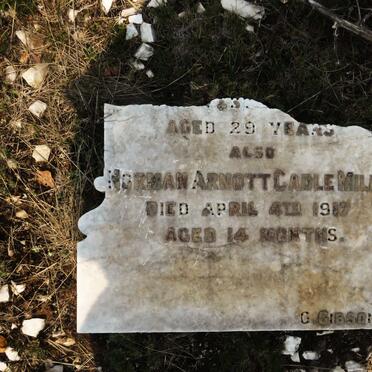 AGED 29 YEARS
ALSO
NORMAN ARNOTT CABLE
DIED APRIL 4TH 1917
AGED 14 MONTHS.
G GIBSON